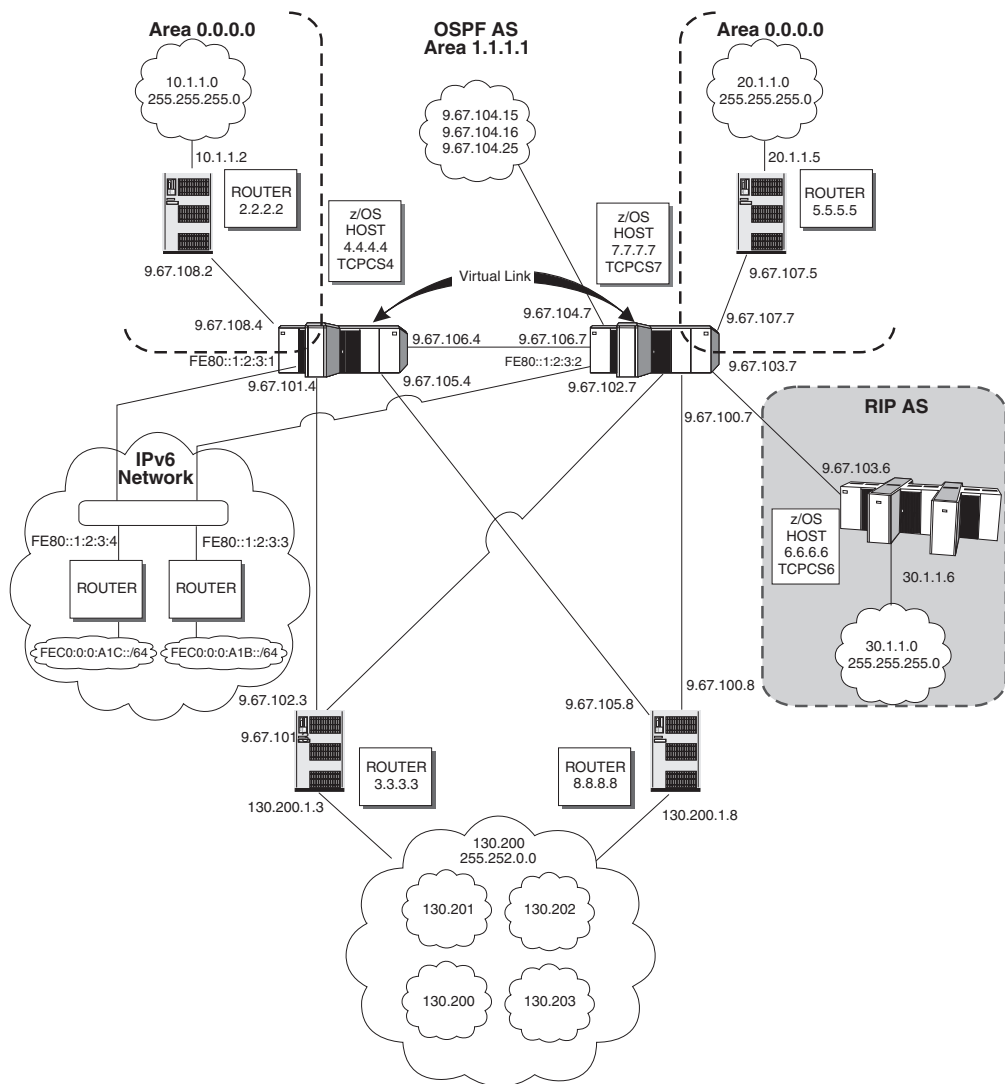 Area 0.0.0.0
OSPF AS
Area 1.1.1.1
Area 0.0.0.0
10.1.1.0
255.255.255.0
9.67.104.15
9.67.104.16
9.67.104.25
20.1.1.0
255.255.255.0
10.1.1.2
20.1.1.5
ROUTER
2.2.2.2
z/OS
HOST
4.4.4.4
TCPCS4
z/OS
HOST
7.7.7.7
TCPCS7
ROUTER
5.5.5.5
9.67.108.2
Virtual Link
9.67.107.5
9.67.108.4
9.67.104.7
9.67.107.7
9.67.106.4
9.67.106.7
FE80::1:2:3:1
FE80::1:2:3:2
9.67.103.7
9.67.101.4
9.67.105.4
9.67.102.7
9.67.100.7
RIP AS
IPv6
Network
9.67.103.6
FE80::1:2:3:4
FE80::1:2:3:3
z/OS
HOST
6.6.6.6
TCPCS6
ROUTER
ROUTER
30.1.1.6
FEC0:0:0:A1C::/64
FEC0:0:0:A1B::/64
30.1.1.0
255.255.255.0
9.67.102.3
9.67.105.8
9.67.100.8
9.67.101
ROUTER
3.3.3.3
ROUTER
8.8.8.8
130.200.1.3
130.200.1.8
130.200
255.252.0.0
130.201
130.202
130.200
130.203